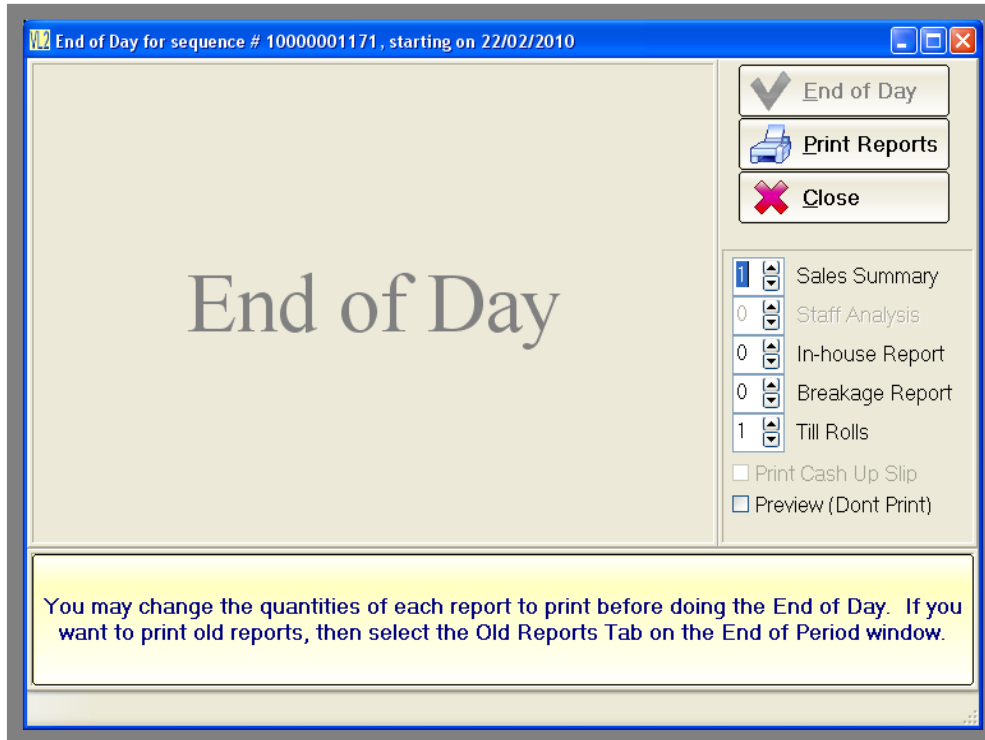 VL2 End of Day for sequence # 10000001171, starting on 22/02/2010
End of Day
Print Reports
Close
End of Day
1 Sales Summary
0 Staff Analysis
0 In-house Report
0 Breakage Report
1 Till Rolls
Print Cash Up Slip
Preview (Dont Print)
You may change the quantities of each report to print before doing the End of Day. If you
want to print old reports, then select the Old Reports Tab on the End of Period window.